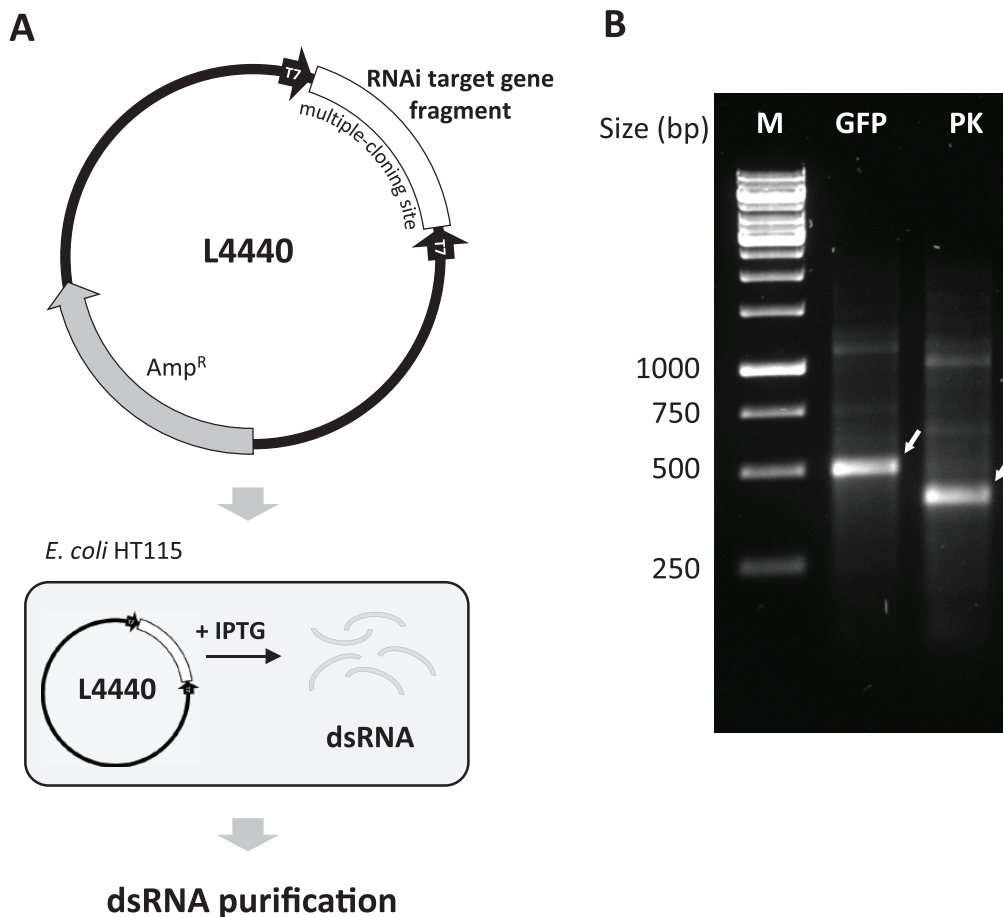 A
T7
RNAi target gene
fragment
multiple-cloning site
T7
L4440
Amp^R
E. coli HT115
+ IPTG
L4440
dsRNA
dsRNA purification
B
Size (bp)
M
GFP
PK
1000
750
500
250